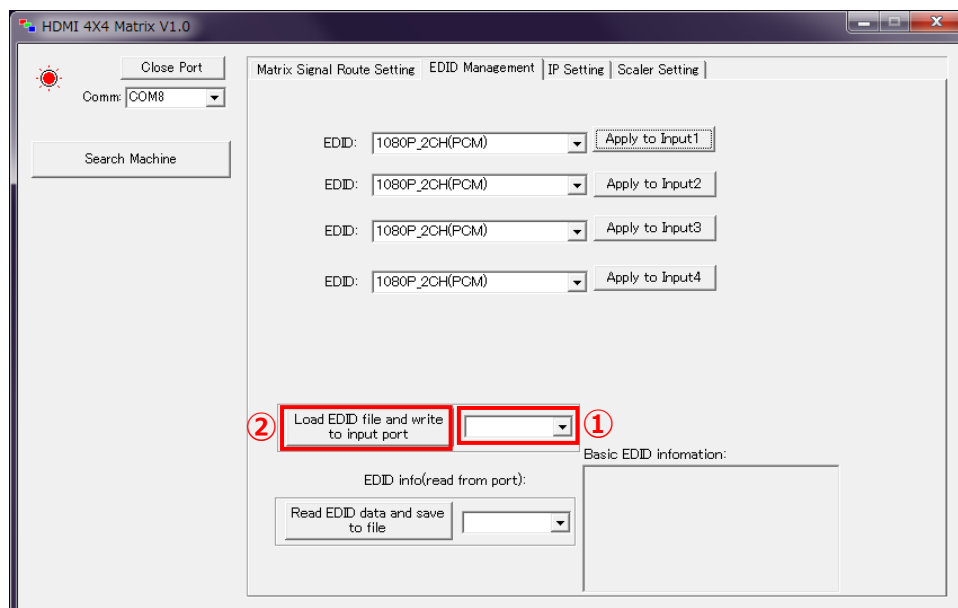 HDMI 4X4 Matrix V1.0
Close Port
Comm: COM8
Search Machine
Matrix Signal Route Setting EDID Management IP Setting Scaler Setting
EDID: 1080P_2CH(PCM) Apply to Input1
EDID: 1080P_2CH(PCM) Apply to Input2
EDID: 1080P_2CH(PCM) Apply to Input3
EDID: 1080P_2CH(PCM) Apply to Input4
② Load EDID file and write
to input port
①
Basic EDID infomation:
EDID info(read from port):
Read EDID data and save
to file